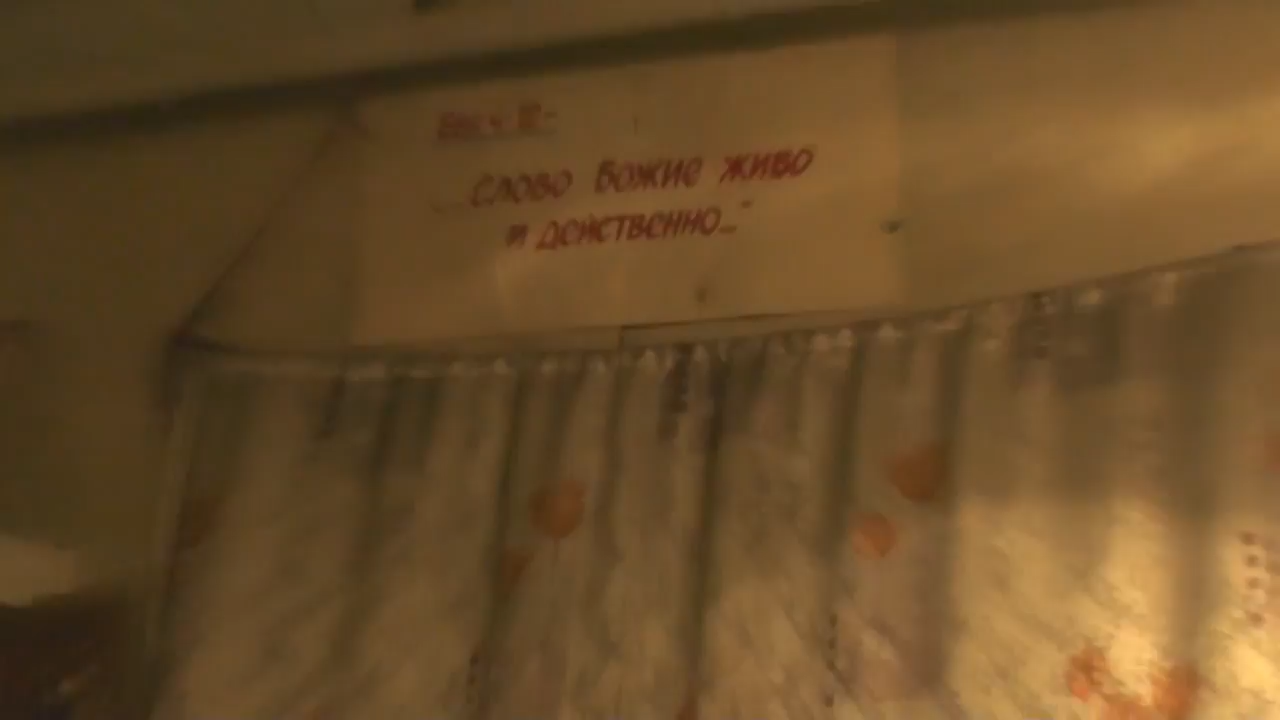 „...слово Божие живо
и действенно..."